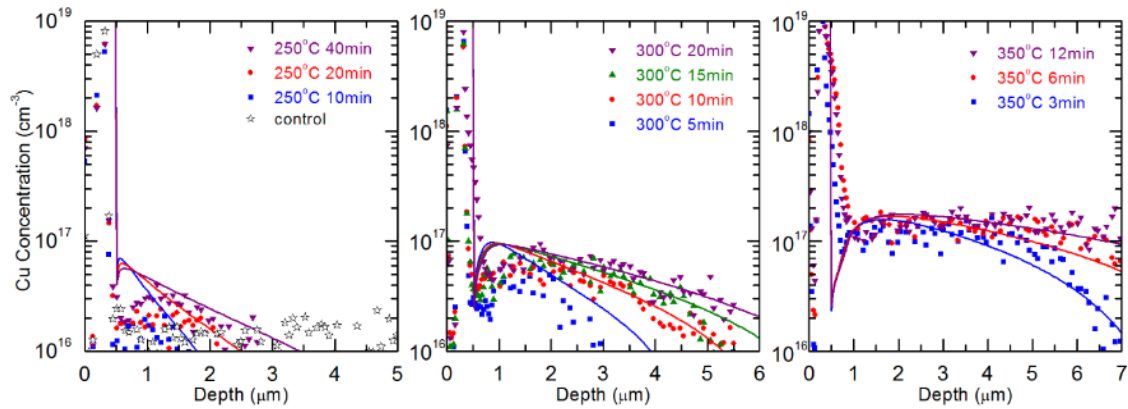 Cu Concentration (cm⁻³)
10¹⁹
10¹⁸
10¹⁷
10¹⁶
250°C 40min
250°C 20min
250°C 10min
control
0 1 2 3 4 5
Depth (μm)
10¹⁹
10¹⁸
10¹⁷
10¹⁶
300°C 20min
300°C 15min
300°C 10min
300°C 5min
0 1 2 3 4 5 6
Depth (μm)
10¹⁹
10¹⁸
10¹⁷
10¹⁶
350°C 12min
350°C 6min
350°C 3min
0 1 2 3 4 5 6 7
Depth (μm)